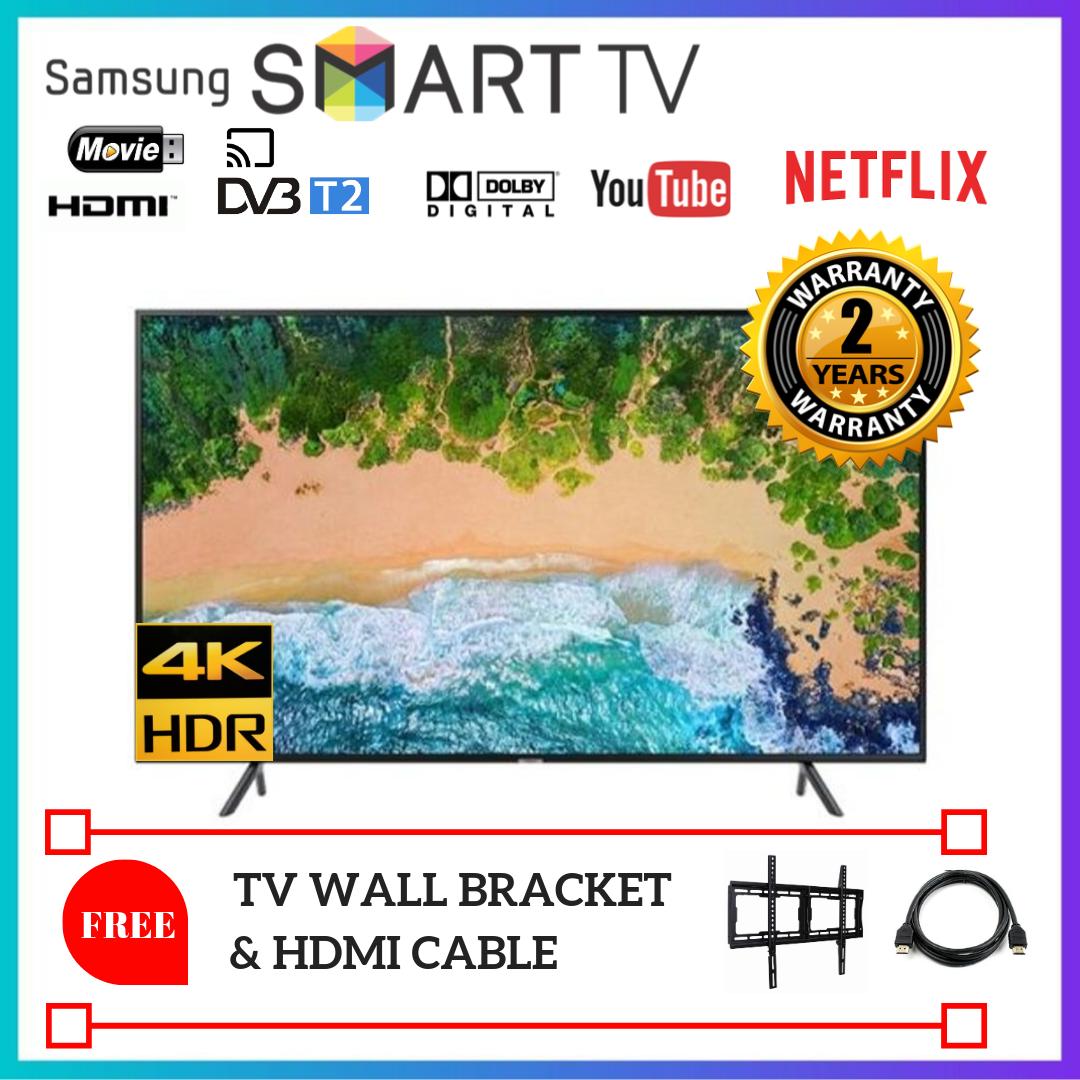 Samsung SMART TV
Movie
HDMI™
DVB T2
DOLBY
DIGITAL
YouTube
NETFLIX
WARRANTY
2
YEARS
WARRANTY
4K
HDR
FREE
TV WALL BRACKET
& HDMI CABLE